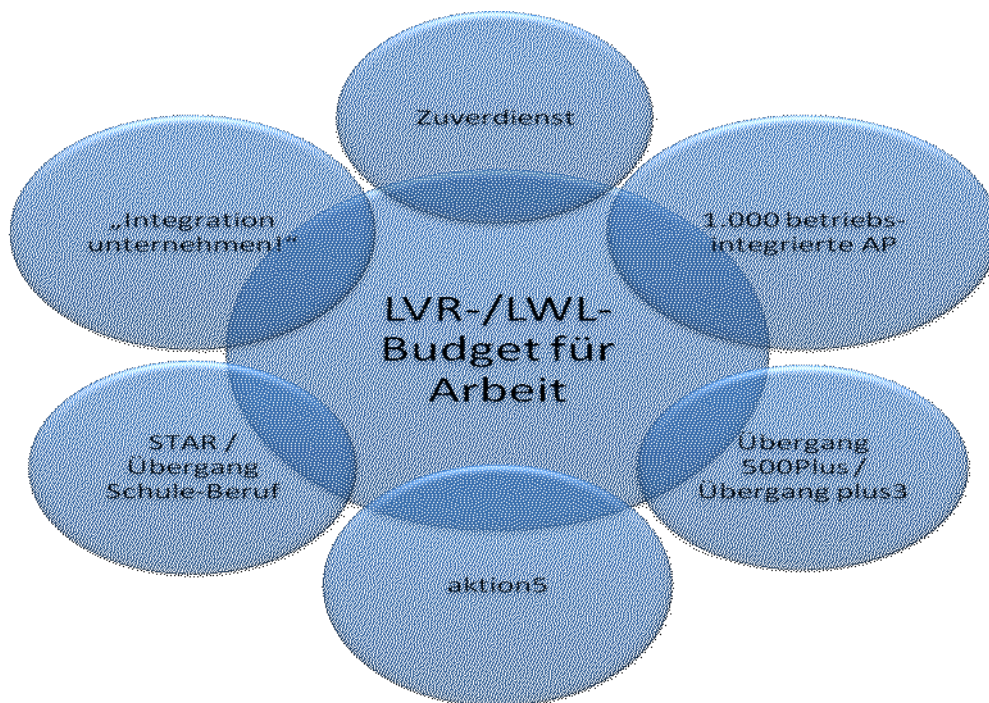 Zuverdienst
„Integration
unternehmen!“
1.000 betriebs-
integrierte AP
LVR-/LWL-
Budget für
Arbeit
STAR /
Übergang
Schule-Beruf
Übergang
500Plus /
Übergang plus3
aktion5